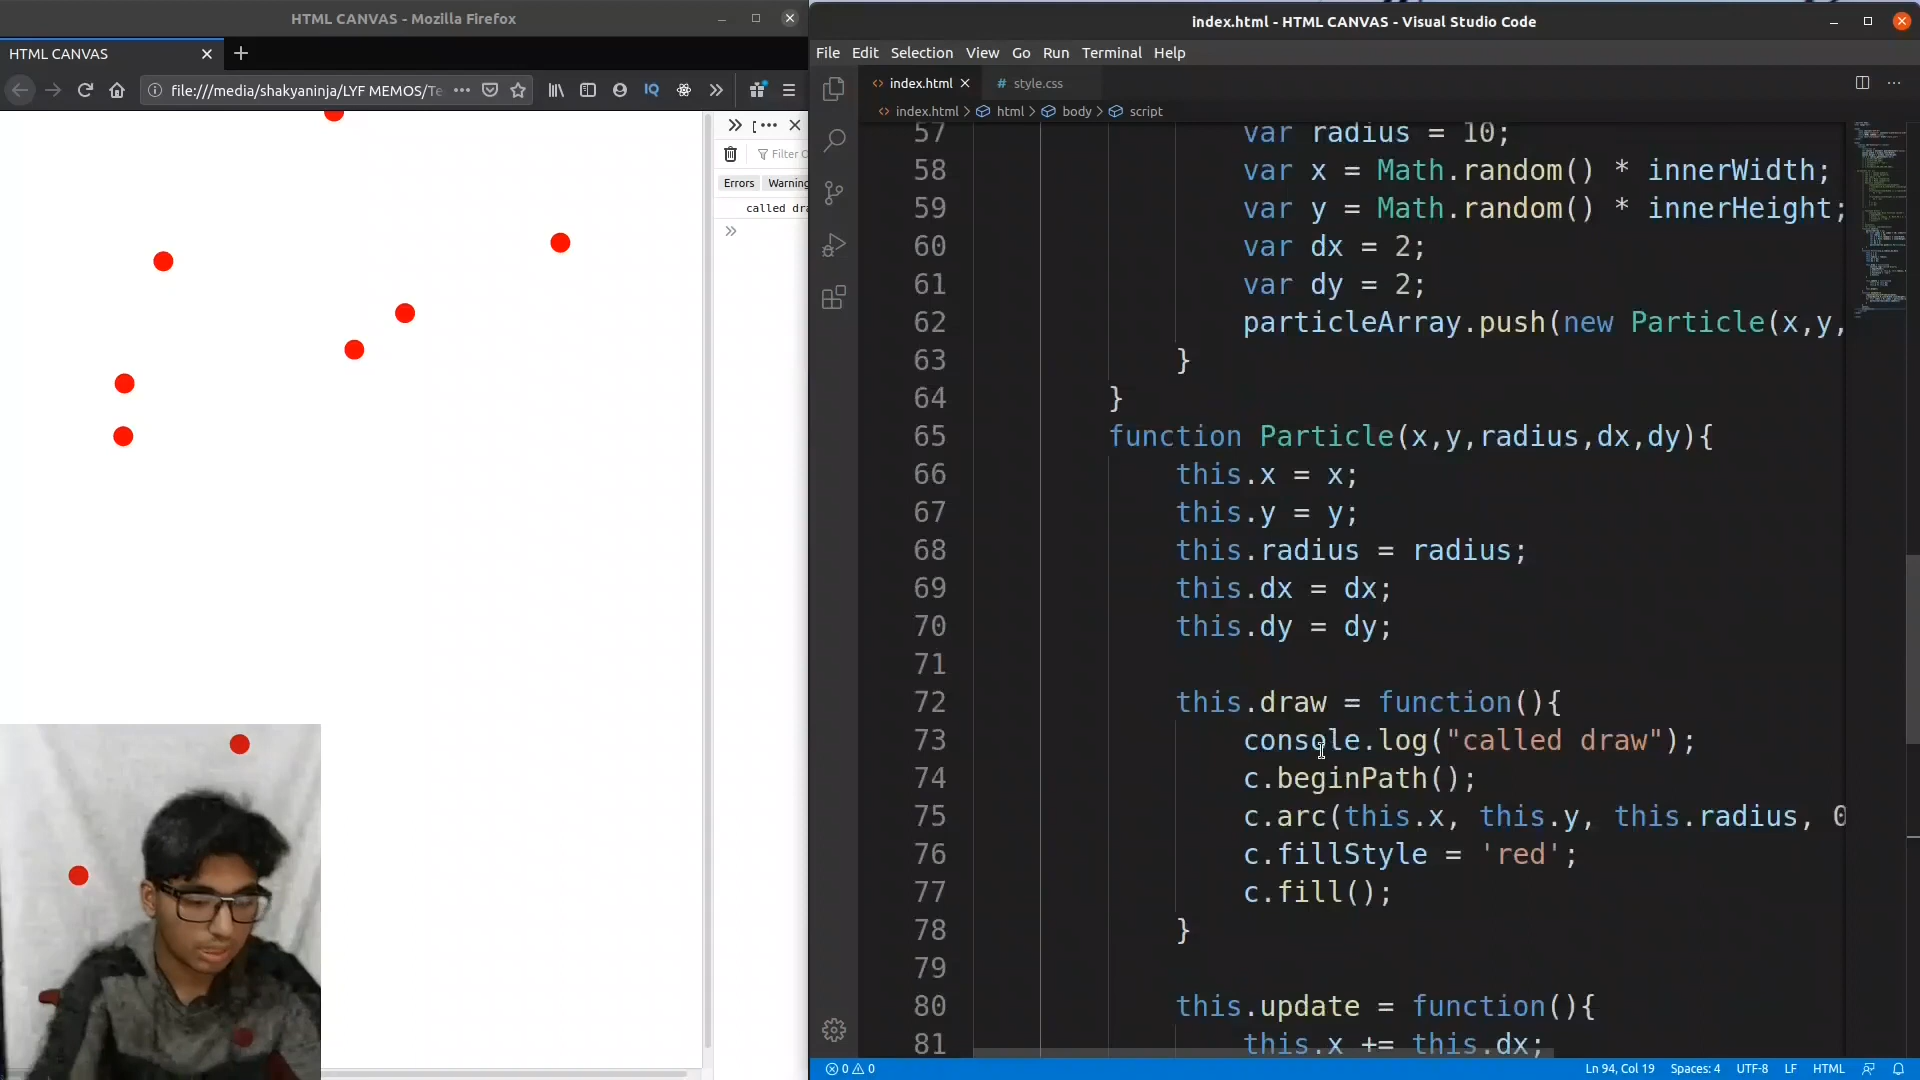 HTML CANVAS - Mozilla Firefox
HTML CANVAS
file:///media/shakyaninja/LYF MEMOS/Te
IQ
Filter O
Errors
Warning
called dra
index.html - HTML CANVAS - Visual Studio Code
File Edit Selection View Go Run Terminal Help
index.html
# style.css
index.html > html > body > script
57 var radius = 10;
58 var x = Math.random() * innerWidth;
59 var y = Math.random() * innerHeight;
60 var dx = 2;
61 var dy = 2;
62 particleArray.push(new Particle(x,y,
63 }
64 }
65 function Particle(x,y,radius,dx,dy){
66 this.x = x;
67 this.y = y;
68 this.radius = radius;
69 this.dx = dx;
70 this.dy = dy;
71
72 this.draw = function(){
73 console.log("called draw");
74 c.beginPath();
75 c.arc(this.x, this.y, this.radius, 0
76 c.fillStyle = 'red';
77 c.fill();
78 }
79
80 this.update = function(){
81 this.x += this.dx;
0 0
Ln 94, Col 19 Spaces: 4 UTF-8 LF HTML